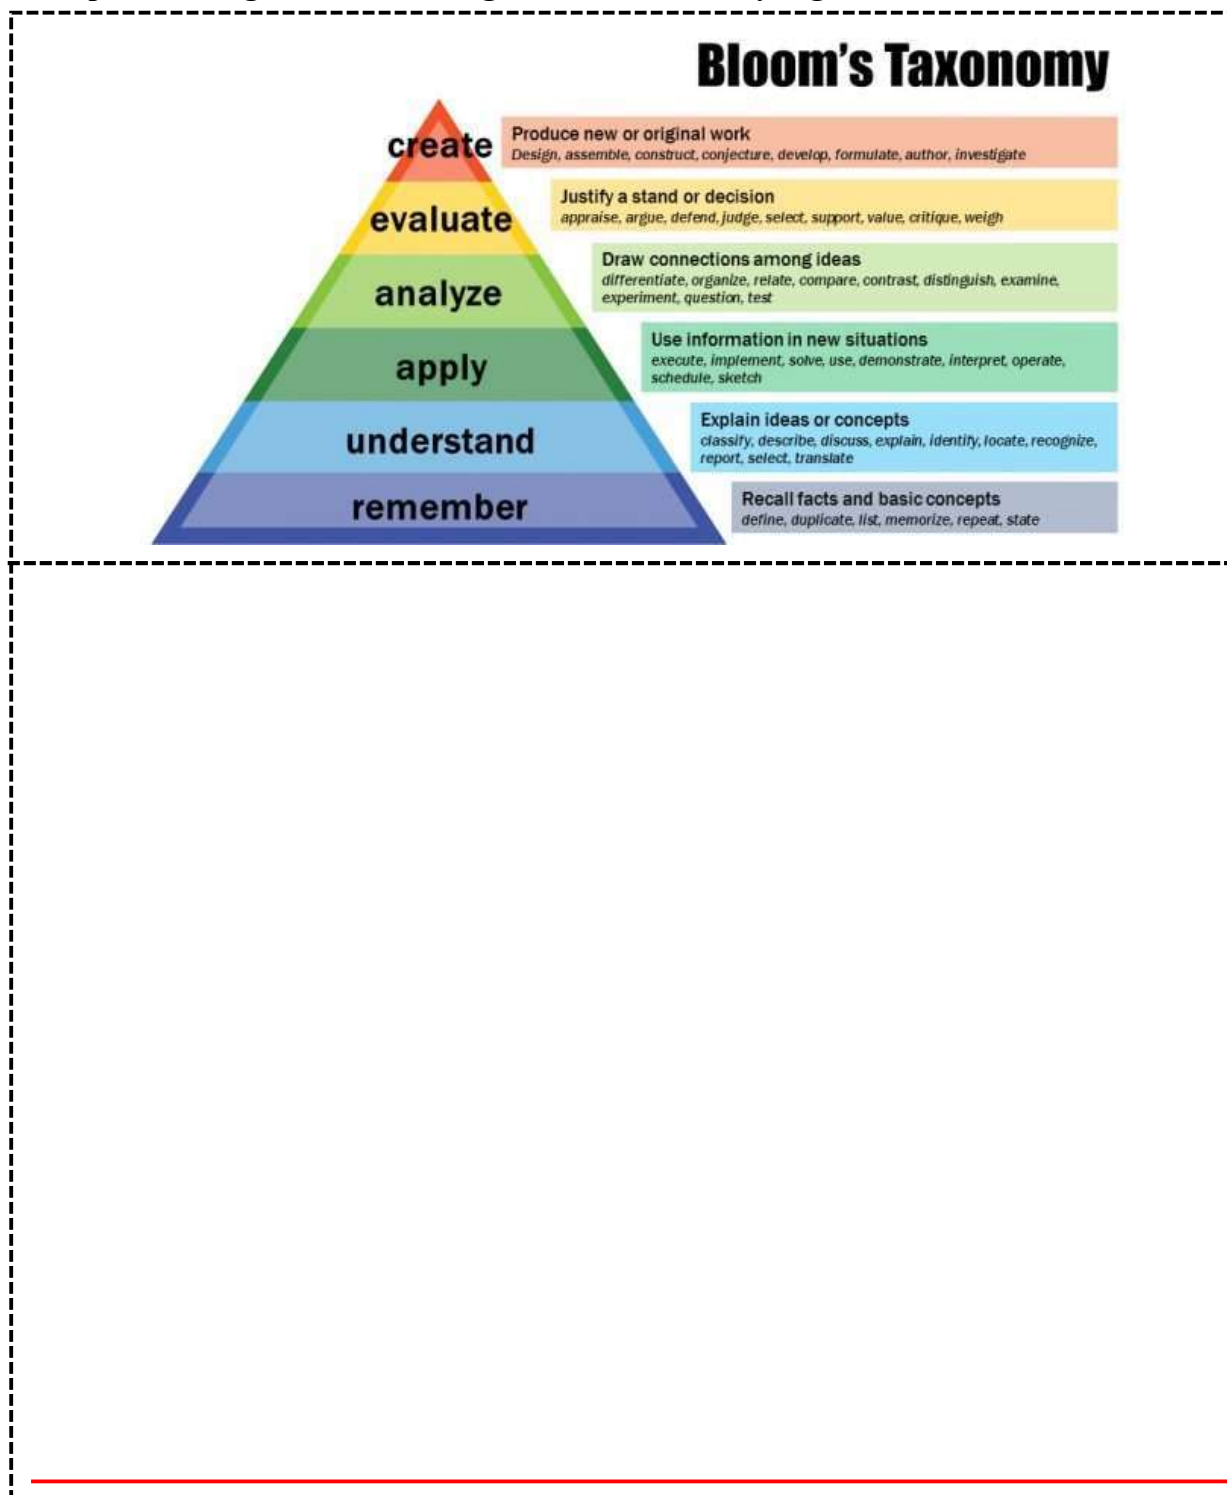 Bloom's Taxonomy
create
Produce new or original work
Design, assemble, construct, conjecture, develop, formulate, author, investigate
evaluate
Justify a stand or decision
appraise, argue, defend, judge, select, support, value, critique, weigh
analyze
Draw connections among ideas
differentiate, organize, relate, compare, contrast, distinguish, examine,
experiment, question, test
apply
Use information in new situations
execute, implement, solve, use, demonstrate, interpret, operate,
schedule, sketch
understand
Explain ideas or concepts
classify, describe, discuss, explain, identify, locate, recognize,
report, select, translate
remember
Recall facts and basic concepts
define, duplicate, list, memorize, repeat, state